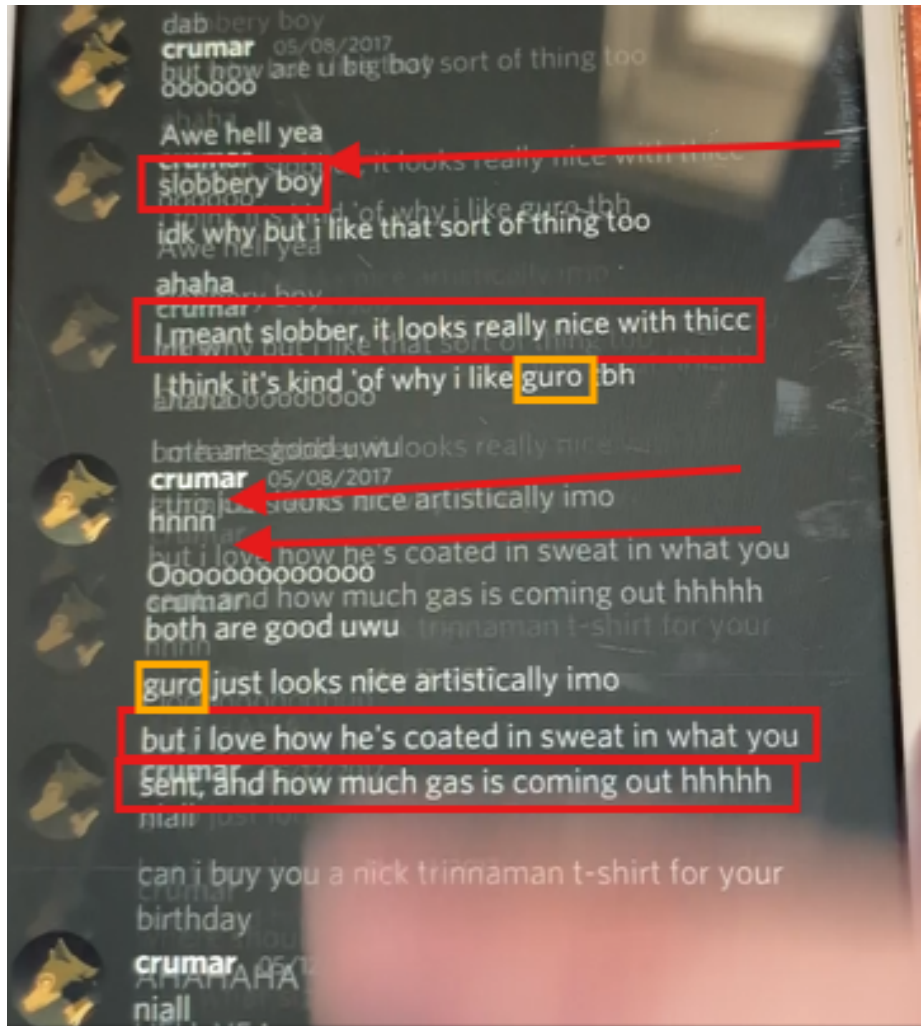 dab
crumar 05/08/2017
but how are u big boy
oooooo
Awe hell yea
slobbery boy
idk why but i like that sort of thing too
ahaha
I meant slobber, it looks really nice with thicc
I think it's kind 'of why i like guro tbh
crumar 05/08/2017
hnnn
Ooooooooooooo
both are good uwu
guro just looks nice artistically imo
but i love how he's coated in sweat in what you
sent, and how much gas is coming out hhhhh
can i buy you a nick trinnaman t-shirt for your
birthday
crumar
AHAHAHA
niall